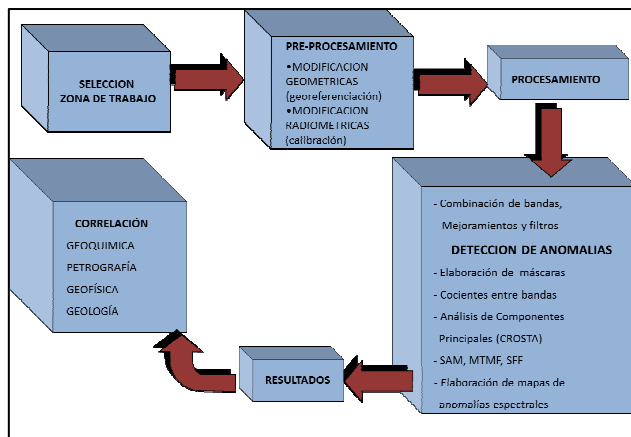 SELECCION
ZONA DE TRABAJO
PRE-PROCESAMIENTO
•MODIFICACION
GEOMETRICAS
(georeferenciación)
•MODIFICACION
RADIOMETRICAS
(calibración)
PROCESAMIENTO
- Combinación de bandas,
Mejoramientos y filtros
DETECCION DE ANOMALIAS
- Elaboración de máscaras
- Cocientes entre bandas
- Análisis de Componentes
Principales (CROSTA)
- SAM, MTMF, SFF
- Elaboración de mapas de
anomalías espectrales
RESULTADOS
CORRELACIÓN
GEOQUIMICA
PETROGRAFÍA
GEOFÍSICA
GEOLOGÍA